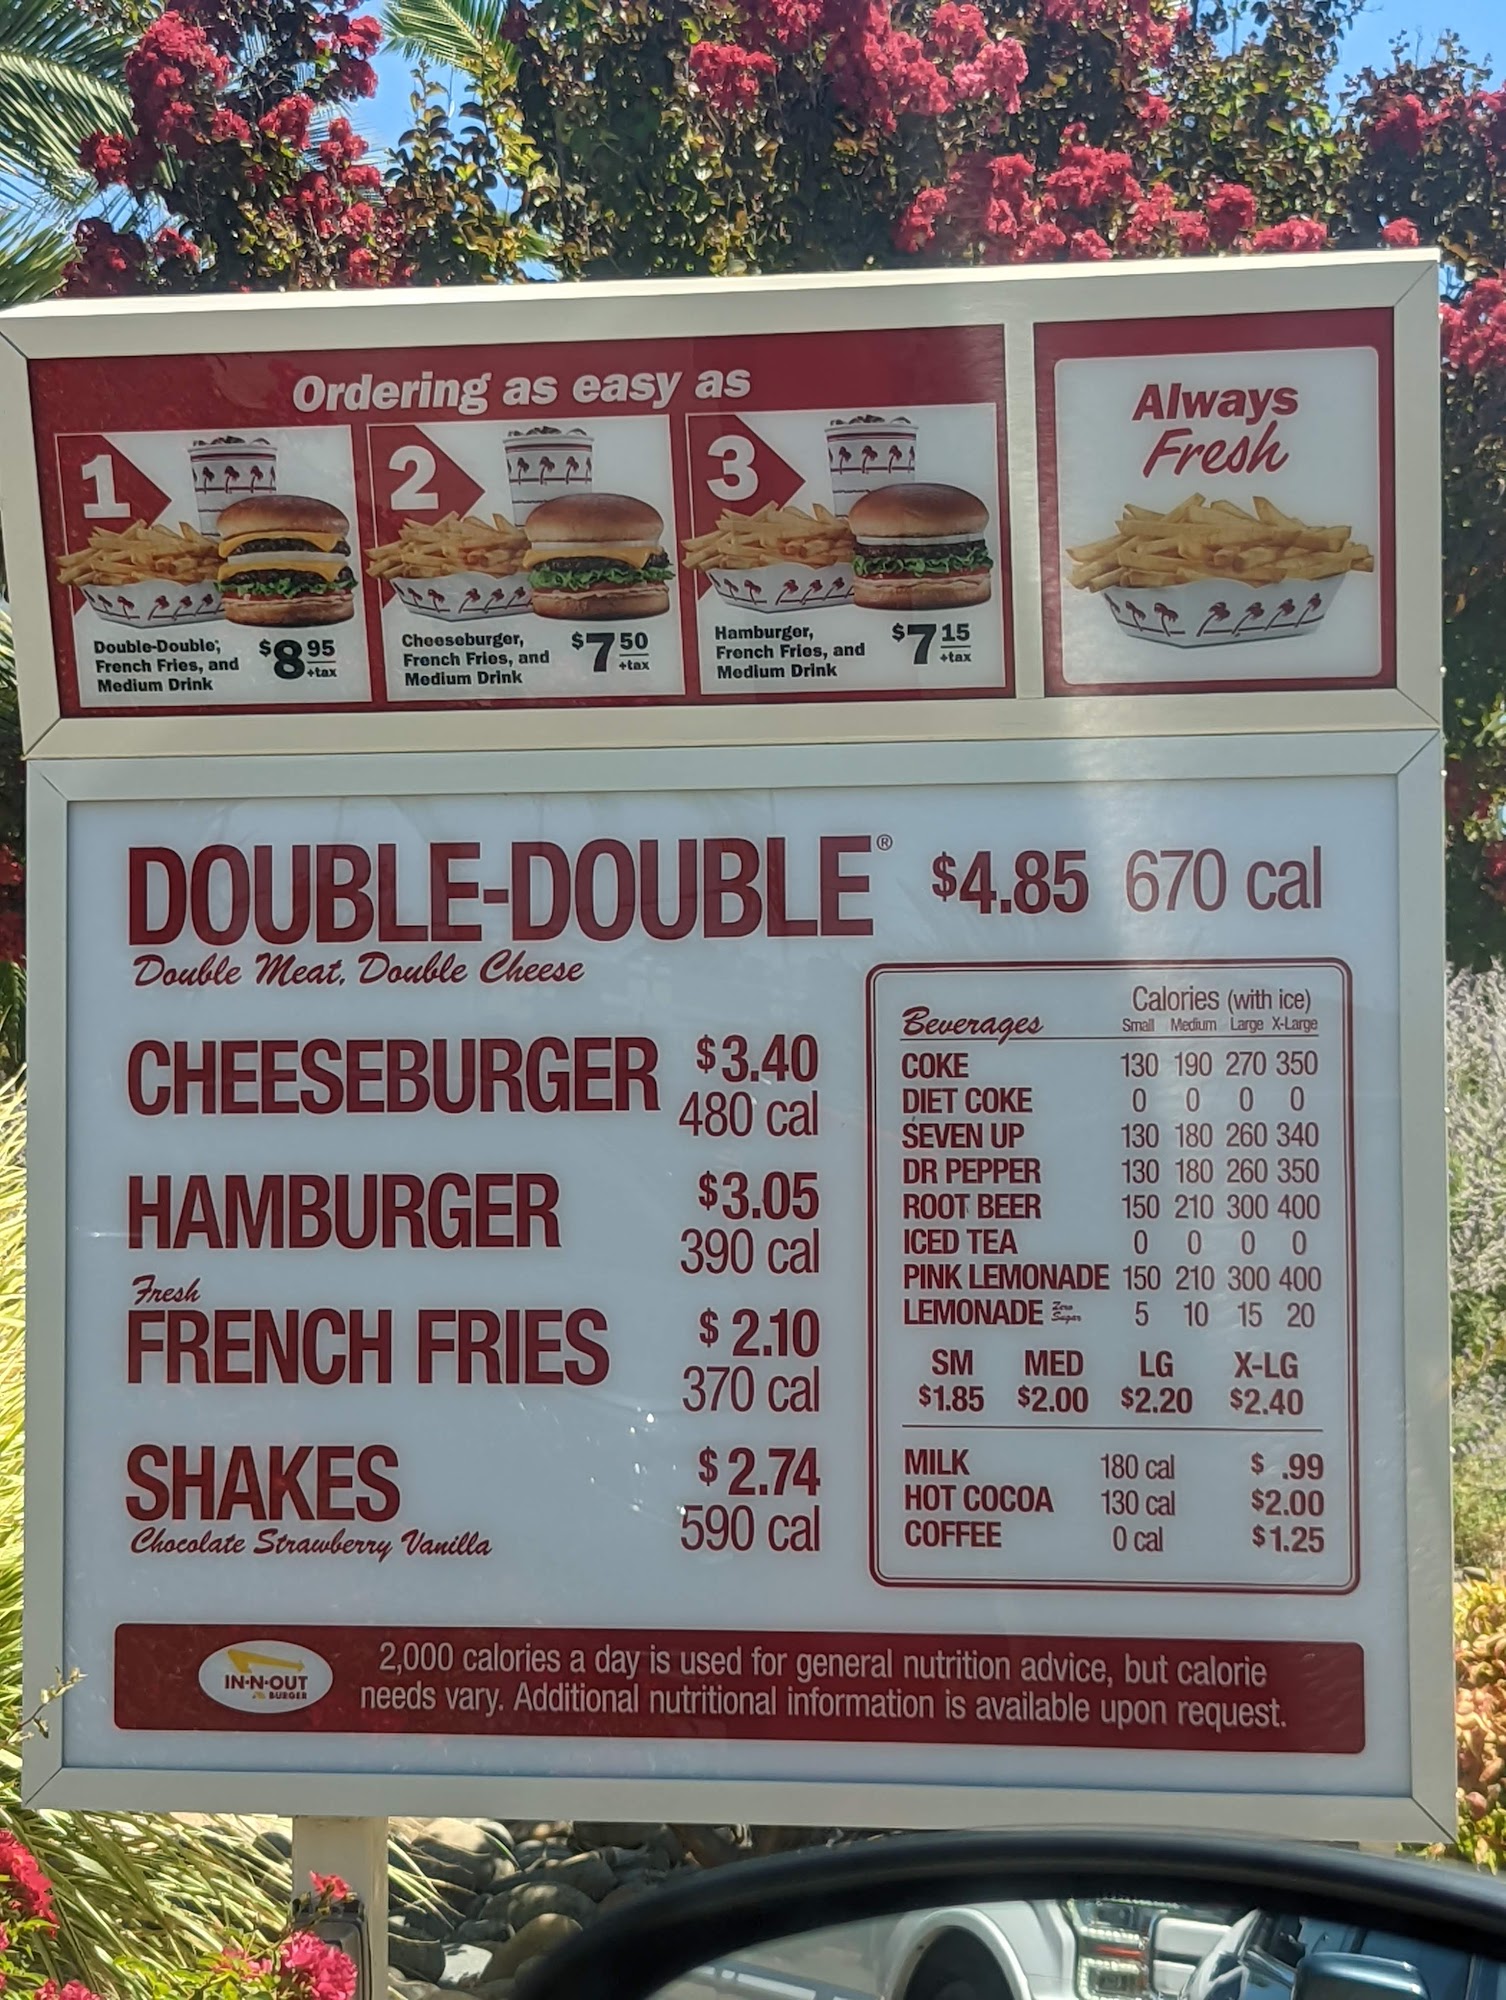 Ordering as easy as
1
Double-Double®,
French Fries, and
Medium Drink
$8 95
+tax
2
Cheeseburger,
French Fries, and
Medium Drink
$7 50
+tax
3
Hamburger,
French Fries, and
Medium Drink
$7 15
+tax
Always
Fresh
DOUBLE-DOUBLE® $4.85 670 cal
Double Meat, Double Cheese
CHEESEBURGER $3.40
480 cal
HAMBURGER $3.05
390 cal
Fresh
FRENCH FRIES $2.10
370 cal
SHAKES $2.74
Chocolate Strawberry Vanilla 590 cal
Calories (with ice)
Beverages Small Medium Large X-Large
COKE 130 190 270 350
DIET COKE 0 0 0 0
SEVEN UP 130 180 260 340
DR PEPPER 130 180 260 350
ROOT BEER 150 210 300 400
ICED TEA 0 0 0 0
PINK LEMONADE 150 210 300 400
LEMONADE Zero Sugar 5 10 15 20
SM MED LG X-LG
$1.85 $2.00 $2.20 $2.40
MILK 180 cal $ .99
HOT COCOA 130 cal $2.00
COFFEE 0 cal $1.25
IN-N-OUT
BURGER
2,000 calories a day is used for general nutrition advice, but calorie
needs vary. Additional nutritional information is available upon request.